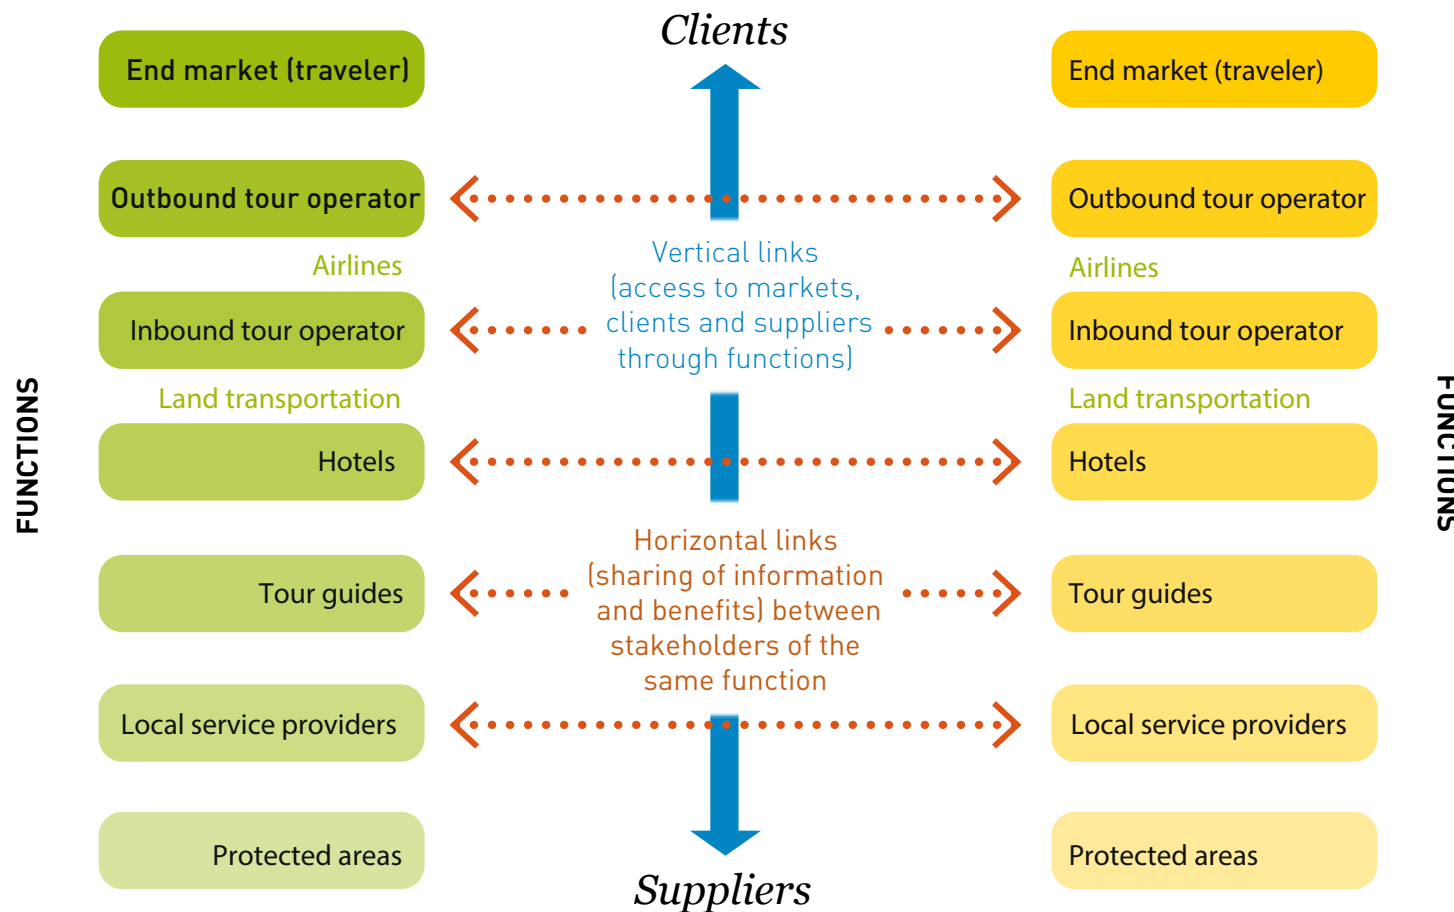 Clients
End market (traveler)
End market (traveler)
Outbound tour operator
Outbound tour operator
Airlines
Vertical links
(access to markets,
clients and suppliers
through functions)
Airlines
Inbound tour operator
Inbound tour operator
Land transportation
Land transportation
FUNCTIONS
FUNCTIONS
Hotels
Hotels
Horizontal links
(sharing of information
and benefits) between
stakeholders of the
same function
Tour guides
Tour guides
Local service providers
Local service providers
Protected areas
Protected areas
Suppliers